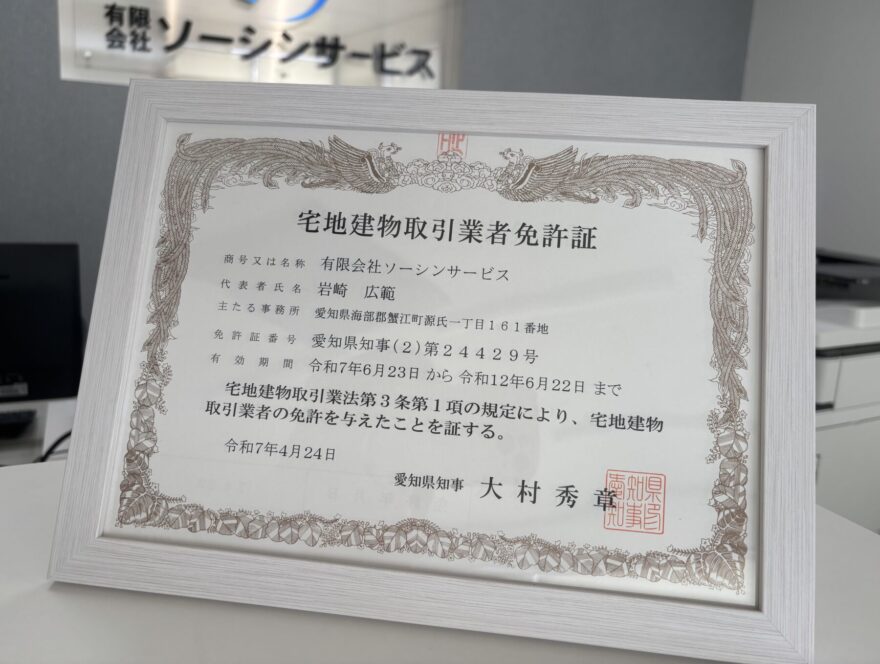 有限会社 ソーシンサービス
宅地建物取引業者免許証
商号又は名称 有限会社ソーシンサービス
代表者氏名 岩崎 広範
主たる事務所 愛知県海部郡蟹江町源氏一丁目161番地
免許証番号 愛知県知事(2)第24429号
有効期間 令和7年6月23日 から 令和12年6月22日 まで
宅地建物取引業法第3条第1項の規定により、宅地建物
取引業者の免許を与えたことを証する。
令和7年4月24日
愛知県知事 大村秀章
愛知県知事印